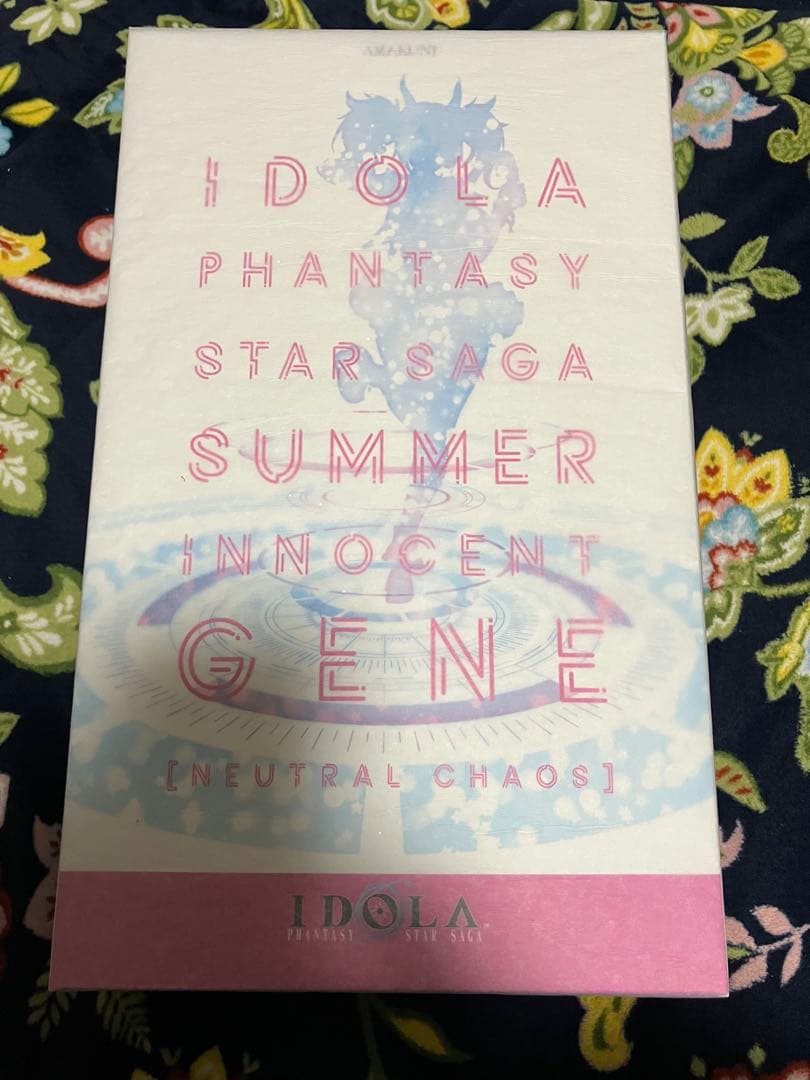 AMAKUNI
IDOLA
PHANTASY
STAR SAGA
SUMMER
INNOCENT
GENE
[NEUTRAL CHAOS]
IDOLA
PHANTASY STAR SAGA